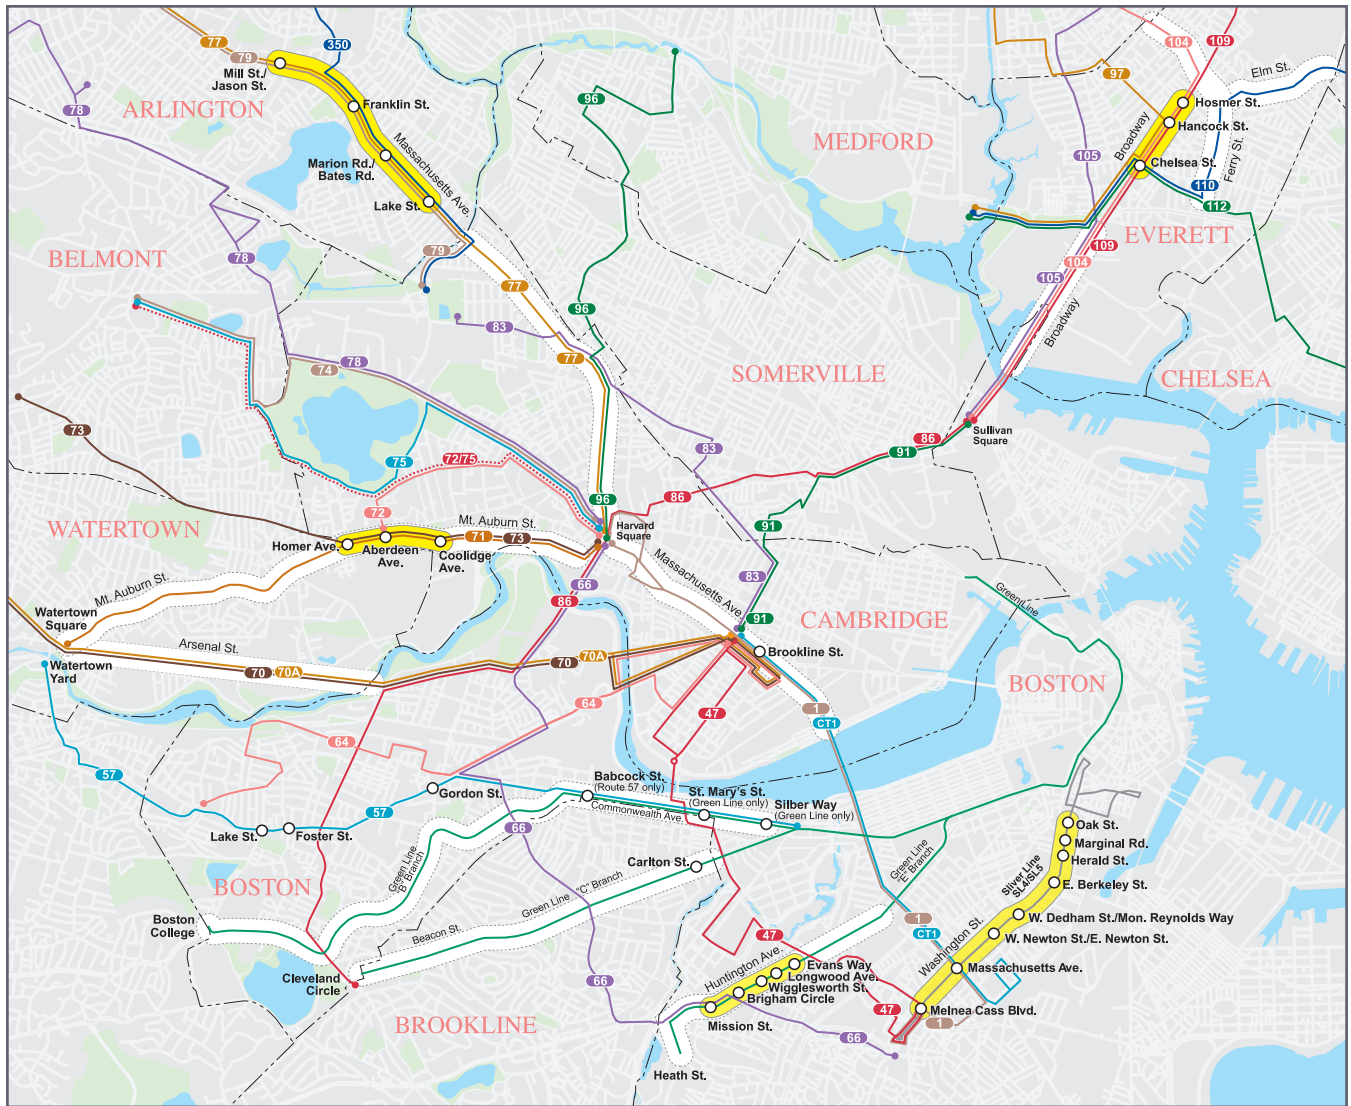 77
79
350
Mill St./
Jason St.
78
ARLINGTON
Franklin St.
Massachusetts Ave.
Marion Rd./
Bates Rd.
Lake St.
96
MEDFORD
105
97
104
109
Elm St.
Hosmer St.
Hancock St.
Broadway
Chelsea St.
Ferry St.
110
112
EVERETT
109
104
105
Broadway
BELMONT
78
79
77
96
83
77
78
74
SOMERVILLE
CHELSEA
73
83
Sullivan
Square
86
91
72/75
75
72
86
96
91
WATERTOWN
Mt. Auburn St.
Homer Ave.
Aberdeen
Ave.
Coolidge
Ave.
71
73
Harvard
Square
Massachusetts Ave.
83
Mt. Auburn St.
66
86
91
CAMBRIDGE
Green Line
Watertown
Square
Arsenal St.
Watertown
Yard
70
70A
70
70A
Brookline St.
BOSTON
64
64
47
1
CT1
57
57
Gordon St.
Babcock St.
(Route 57 only)
Commonwealth Ave.
St. Mary's St.
(Green Line only)
Silber Way
(Green Line only)
Lake St.
Foster St.
66
Green Line
"B" Branch
Carlton St.
Green Line
"E" Branch
Oak St.
Marginal Rd.
Herald St.
Sliver Line
SL4/SL5
E. Berkeley St.
BOSTON
Green Line "C" Branch
Beacon St.
Boston
College
Cleveland
Circle
W. Dedham St./Mon. Reynolds Way
W. Newton St./E. Newton St.
Washington St.
1
CT1
47
Massachusetts Ave.
Huntington Ave.
Evans Way
Longwood Ave.
Wigglesworth St.
Brigham Circle
Mission St.
66
BROOKLINE
47
Melnea Cass Blvd.
1
66
Heath St.